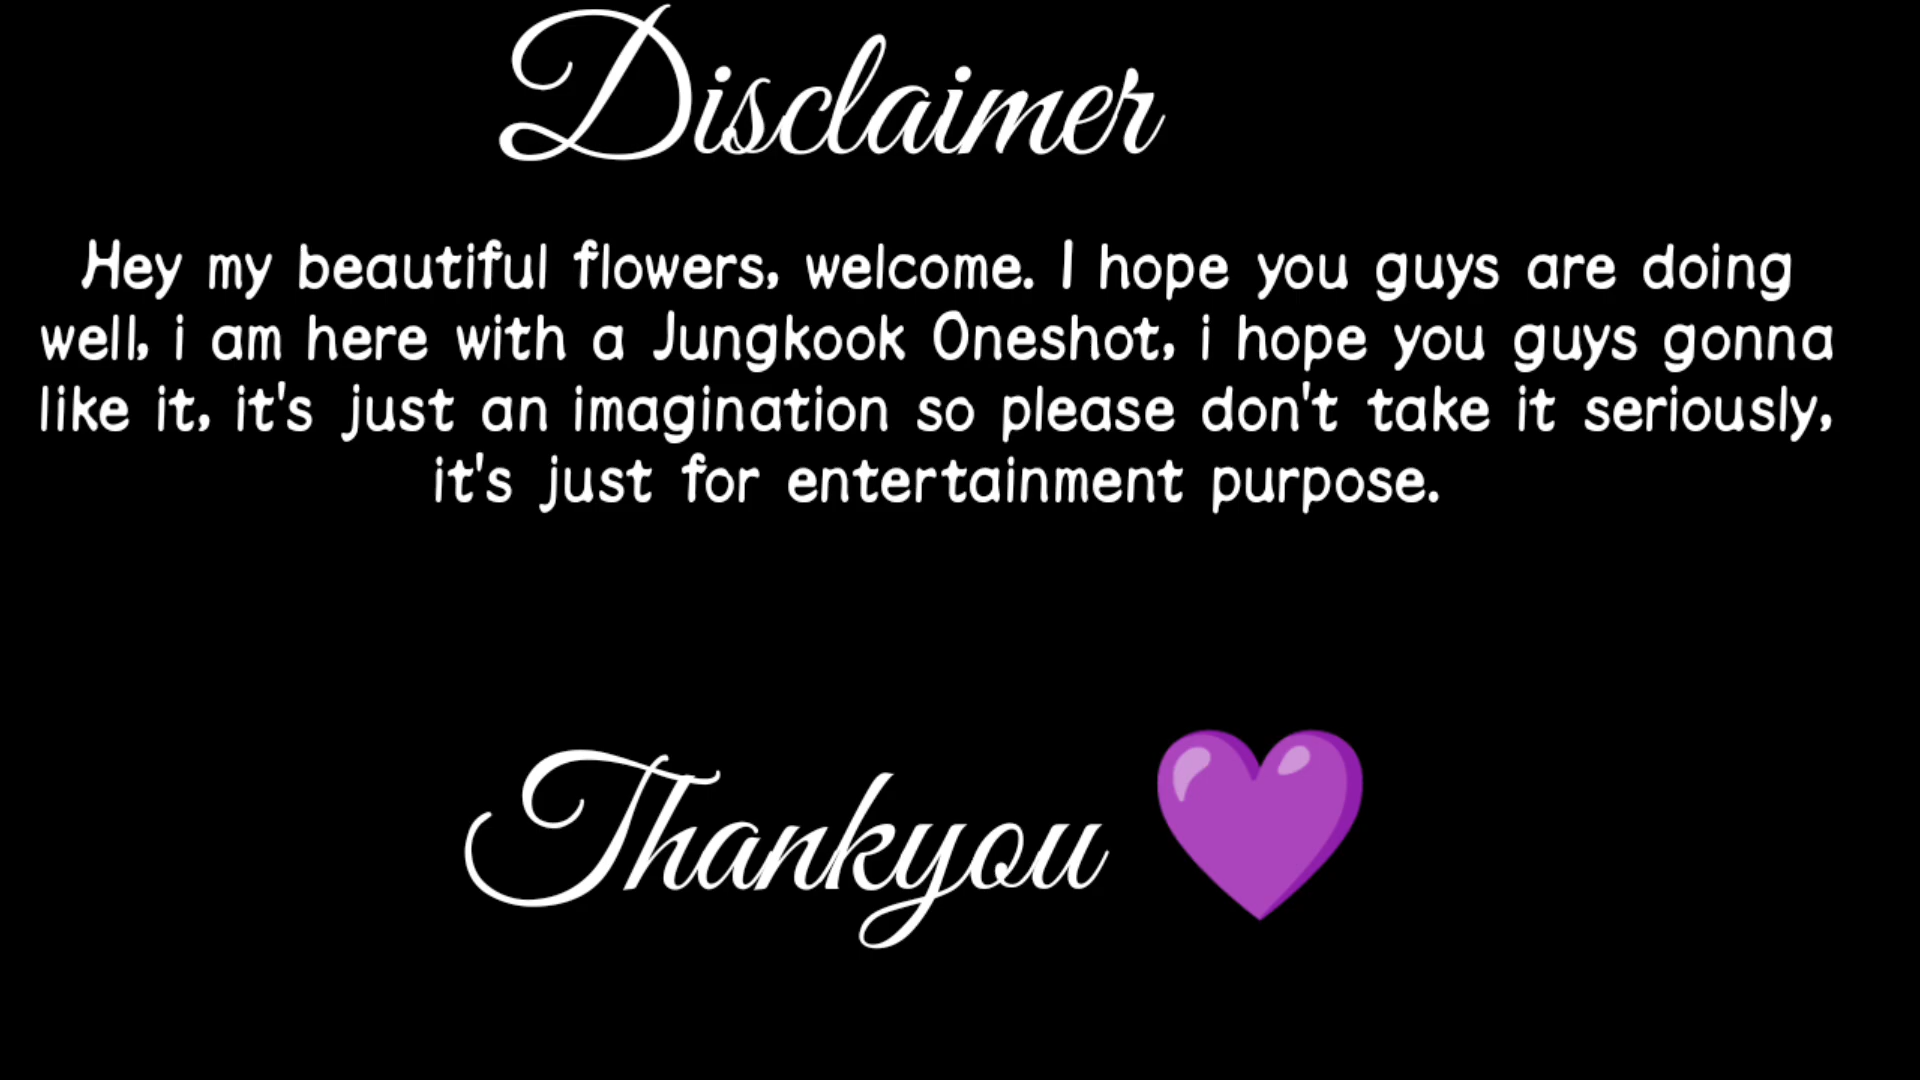 Disclaimer
Hey my beautiful flowers, welcome. I hope you guys are doing
well, i am here with a Jungkook Oneshot, i hope you guys gonna
like it, it's just an imagination so please don't take it seriously,
it's just for entertainment purpose.
Thankyou 💜